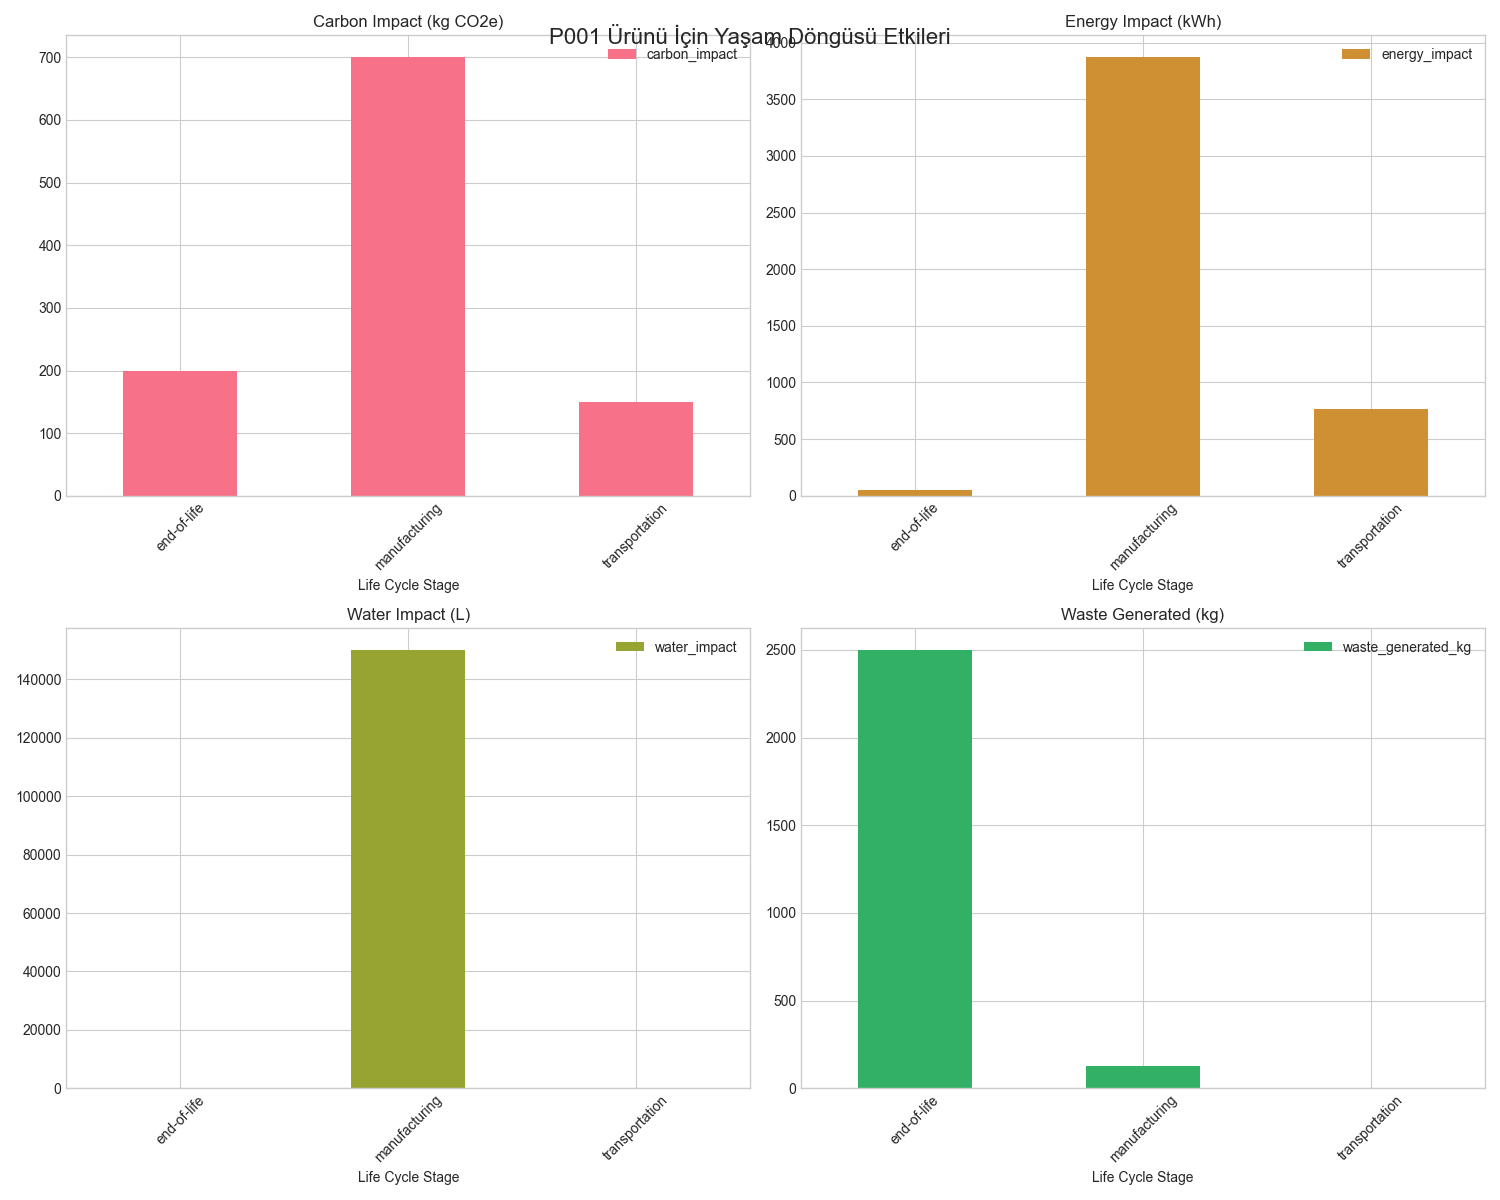 P001 Ürünü İçin Yaşam Döngüsü Etkileri
Carbon Impact (kg CO2e)
carbon_impact
700
600
500
400
300
200
100
0
end-of-life
manufacturing
transportation
Life Cycle Stage
Energy Impact (kWh)
energy_impact
4000
3500
3000
2500
2000
1500
1000
500
0
end-of-life
manufacturing
transportation
Life Cycle Stage
Water Impact (L)
water_impact
140000
120000
100000
80000
60000
40000
20000
0
end-of-life
manufacturing
transportation
Life Cycle Stage
Waste Generated (kg)
waste_generated_kg
2500
2000
1500
1000
500
0
end-of-life
manufacturing
transportation
Life Cycle Stage